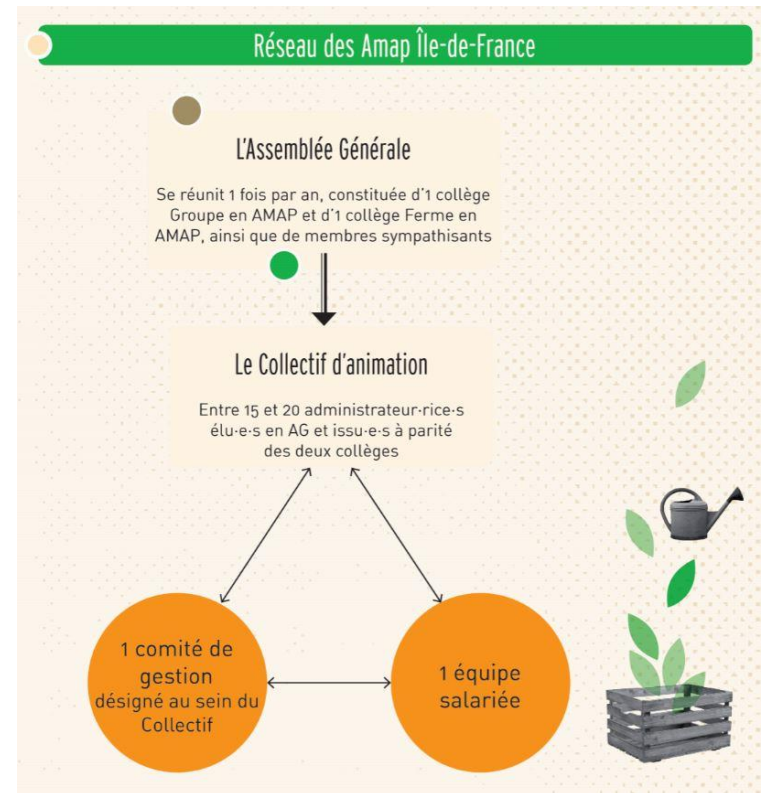 Réseau des Amap Île-de-France
L'Assemblée Générale
Se réunit 1 fois par an, constituée d'1 collège
Groupe en AMAP et d'1 collège Ferme en
AMAP, ainsi que de membres sympathisants
Le Collectif d'animation
Entre 15 et 20 administrateur·rice·s
élu·e·s en AG et issu·e·s à parité
des deux collèges
1 comité de
gestion
désigné au sein du
Collectif
1 équipe
salariée